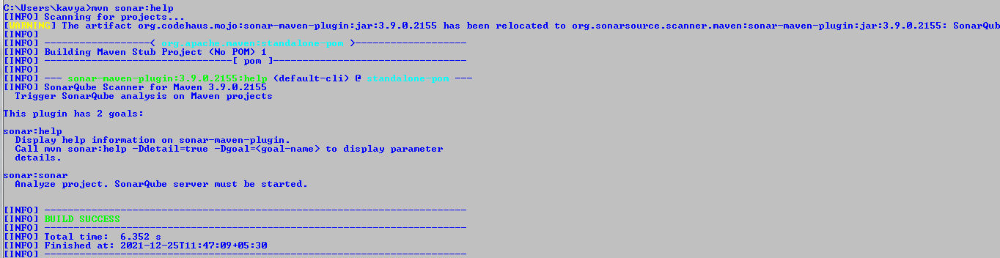 C:\Users\kavya>mvn sonar:help
[INFO] Scanning for projects...
[WARNING] The artifact org.codehaus.mojo:sonar-maven-plugin:jar:3.9.0.2155 has been relocated to org.sonarsource.scanner.maven:sonar-maven-plugin:jar:3.9.0.2155: SonarQub
[INFO]
[INFO] ------------------< org.apache.maven:standalone-pom >-------------------
[INFO] Building Maven Stub Project (No POM) 1
[INFO] --------------------------------[ pom ]---------------------------------
[INFO]
[INFO] --- sonar-maven-plugin:3.9.0.2155:help (default-cli) @ standalone-pom ---
[INFO] SonarQube Scanner for Maven 3.9.0.2155
  Trigger SonarQube analysis on Maven projects
This plugin has 2 goals:
sonar:help
  Display help information on sonar-maven-plugin.
  Call mvn sonar:help -Ddetail=true -Dgoal=<goal-name> to display parameter
  details.
sonar:sonar
  Analyze project. SonarQube server must be started.
[INFO] ------------------------------------------------------------------------
[INFO] BUILD SUCCESS
[INFO] ------------------------------------------------------------------------
[INFO] Total time:  6.352 s
[INFO] Finished at: 2021-12-25T11:47:09+05:30
[INFO] ------------------------------------------------------------------------